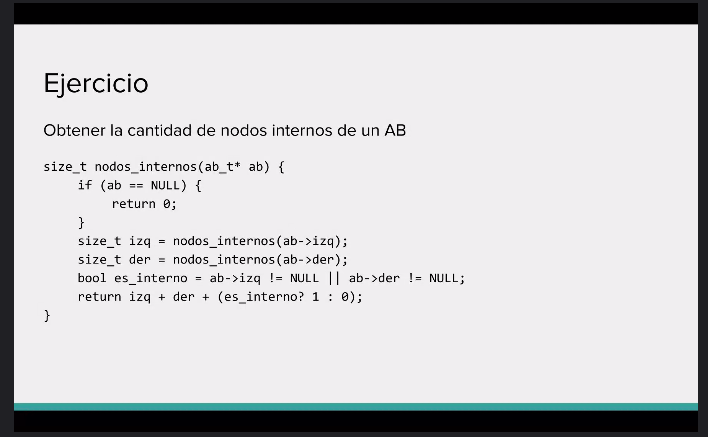 Ejercicio
Obtener la cantidad de nodos internos de un AB
size_t nodos_internos(ab_t* ab) {
if (ab == NULL) {
return 0;
}
size_t izq = nodos_internos(ab->izq);
size_t der = nodos_internos(ab->der);
bool es_interno = ab->izq != NULL || ab->der != NULL;
return izq + der + (es_interno? 1 : 0);
}